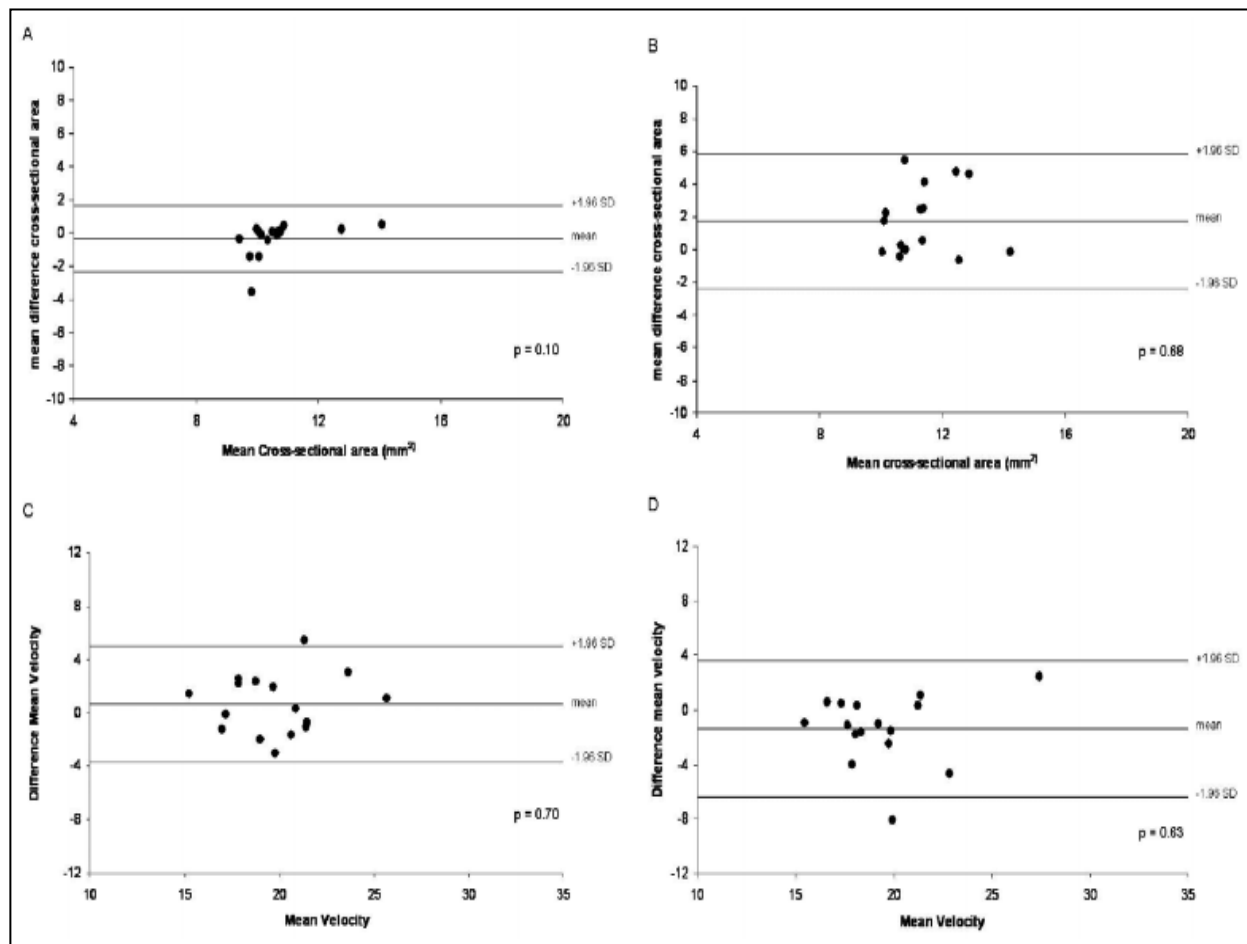 A
mean difference cross-sectional area
10
8
6
4
2
0
-2
-4
-6
-8
-10
+1.96 SD
mean
-1.96 SD
p = 0.10
4
8
12
16
20
Mean Cross-sectional area (mm²)
B
mean difference cross-sectional area
10
8
6
4
2
0
-2
-4
-6
-8
-10
+1.96 SD
mean
-1.96 SD
p = 0.68
4
8
12
16
20
Mean cross-sectional area (mm²)
C
Difference Mean Velocity
12
8
4
0
-4
-8
-12
+1.96 SD
mean
-1.96 SD
p = 0.70
10
15
20
25
30
35
Mean Velocity
D
Difference mean velocity
12
8
4
0
-4
-8
-12
+1.96 SD
mean
-1.96 SD
p = 0.63
10
15
20
25
30
35
Mean Velocity